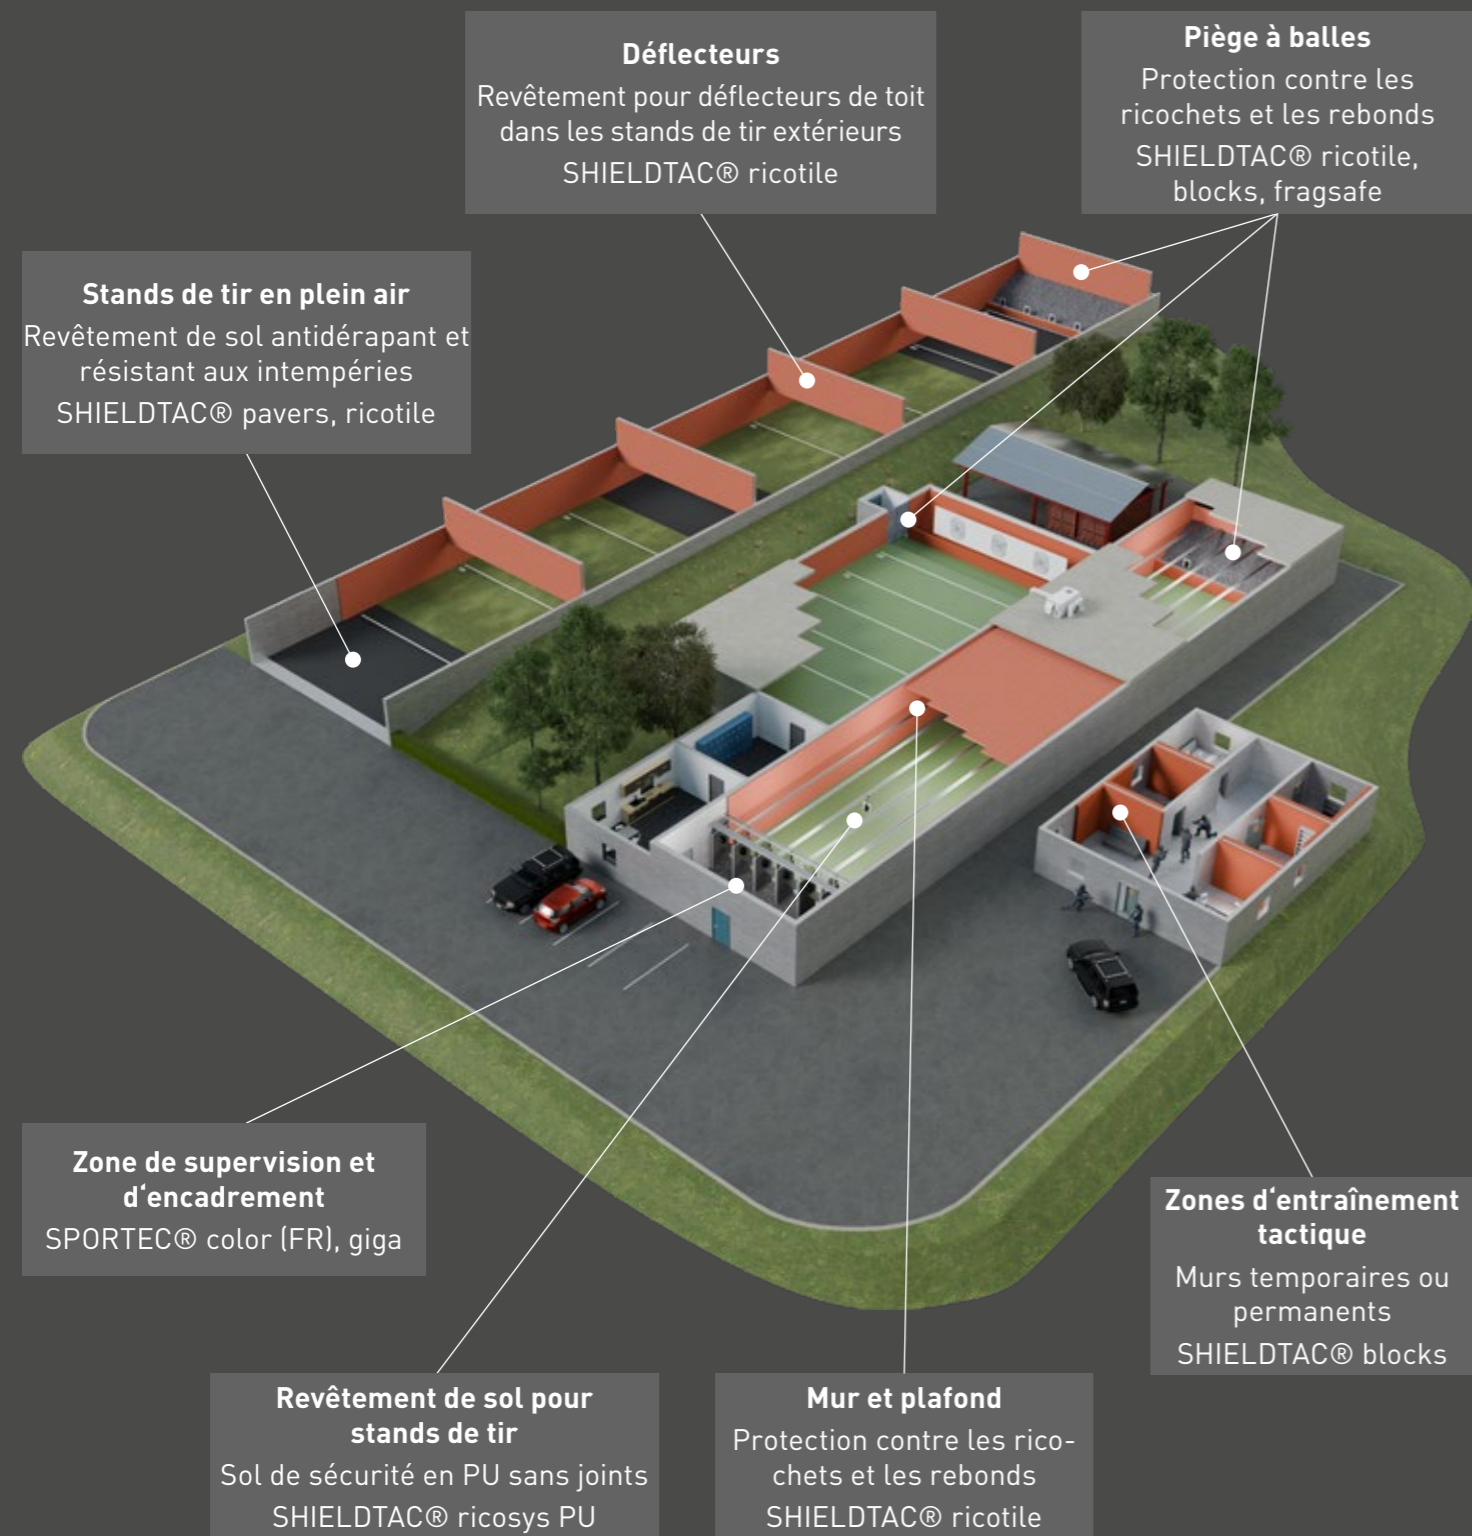 Déflecteurs
Revêtement pour déflecteurs de toit
dans les stands de tir extérieurs
SHIELDTAC® ricotile
Piège à balles
Protection contre les
ricochets et les rebonds
SHIELDTAC® ricotile,
blocks, fragsafe
Stands de tir en plein air
Revêtement de sol antidérapant et
résistant aux intempéries
SHIELDTAC® pavers, ricotile
Zone de supervision et
d‘encadrement
SPORTEC® color (FR), giga
Zones d‘entraînement
tactique
Murs temporaires ou
permanents
SHIELDTAC® blocks
Revêtement de sol pour
stands de tir
Sol de sécurité en PU sans joints
SHIELDTAC® ricosys PU
Mur et plafond
Protection contre les rico-
chets et les rebonds
SHIELDTAC® ricotile